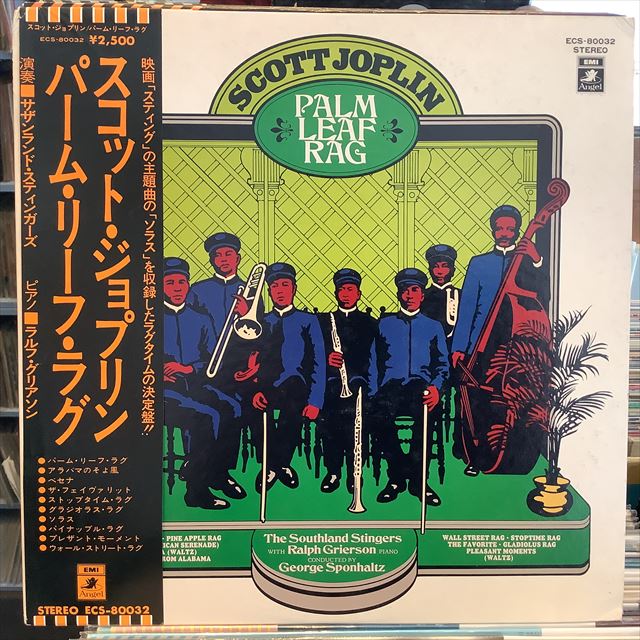 スコット・ジョプリン/パーム・リーフ・ラグ
ECS-80032 ¥2,500
映画「スティング」の主題曲の「ソラス」を収録したラグタイムの決定盤!!
スコット・ジョプリン
パーム・リーフ・ラグ
演奏■サザンランド・スティンガーズ ピアノ■ラルフ・グリアソン
●パーム・リーフ・ラグ
●アラバマのそよ風
●ベセナ
●ザ・フェイヴァリット
●ストップタイム・ラグ
●グラジオラス・ラグ
●ソラス
●パイナップル・ラグ
●プレザント・モーメント
●ウォール・ストリート・ラグ
EMI
Angel
STEREO ECS-80032
ECS-80032
STEREO
EMI
Angel
SCOTT JOPLIN
PALM
LEAF
RAG
· PINE APPLE RAG
ICAN SERENADE)
A (WALTZ)
ROM ALABAMA
The Southland Stingers
WITH Ralph Grierson PIANO
CONDUCTED BY
George Sponhaltz
WALL STREET RAG · STOPTIME RAG
THE FAVORITE · GLADIOLUS RAG
PLEASANT MOMENTS
(WALTZ)